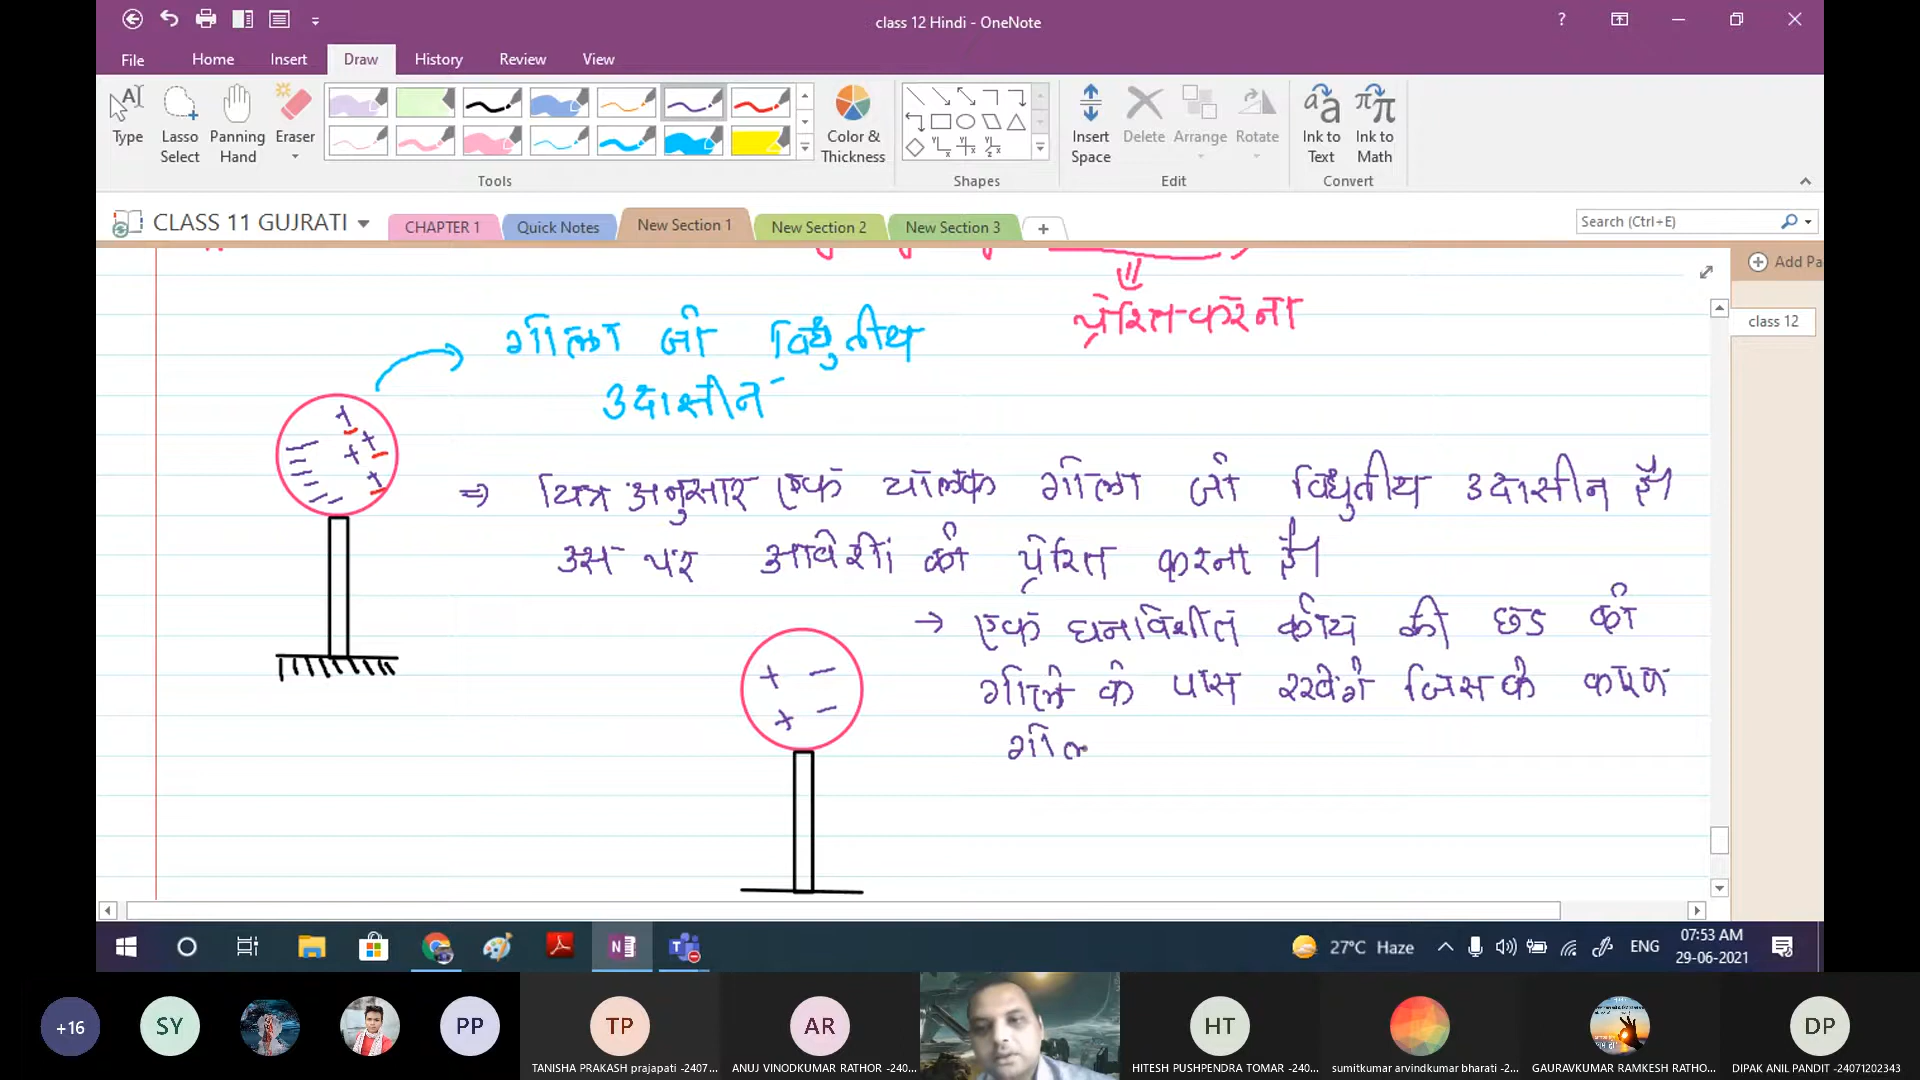 class 12 Hindi - OneNote
?
File Home Insert Draw History Review View
Type
Lasso Select
Panning Hand
Eraser
Color & Thickness
Insert Space
Delete
Arrange
Rotate
Ink to Text
Ink to Math
Tools
Shapes
Edit
Convert
CLASS 11 GUJRATI
CHAPTER 1
Quick Notes
New Section 1
New Section 2
New Section 3
Search (Ctrl+E)
Add Pa
class 12
प्रेरित-करना
गोला जो विधुतीय
उदासीन
⇒ चित्र अनुसार एक चालक गोला जो विधुतीय उदासीन है।
उस पर आवेशों को प्रेरित करना है।
→ एक धनावेशीत काँच की छड को
गोले के पास रखेंगे जिसके कारण
गोल
27°C Haze
ENG
07:53 AM
29-06-2021
+16
SY
PP
TP
TANISHA PRAKASH prajapati -2407...
AR
ANUJ VINODKUMAR RATHOR -240...
HT
HITESH PUSHPENDRA TOMAR -240...
sumitkumar arvindkumar bharati -2...
GAURAVKUMAR RAMKESH RATHO...
DP
DIPAK ANIL PANDIT -24071202343